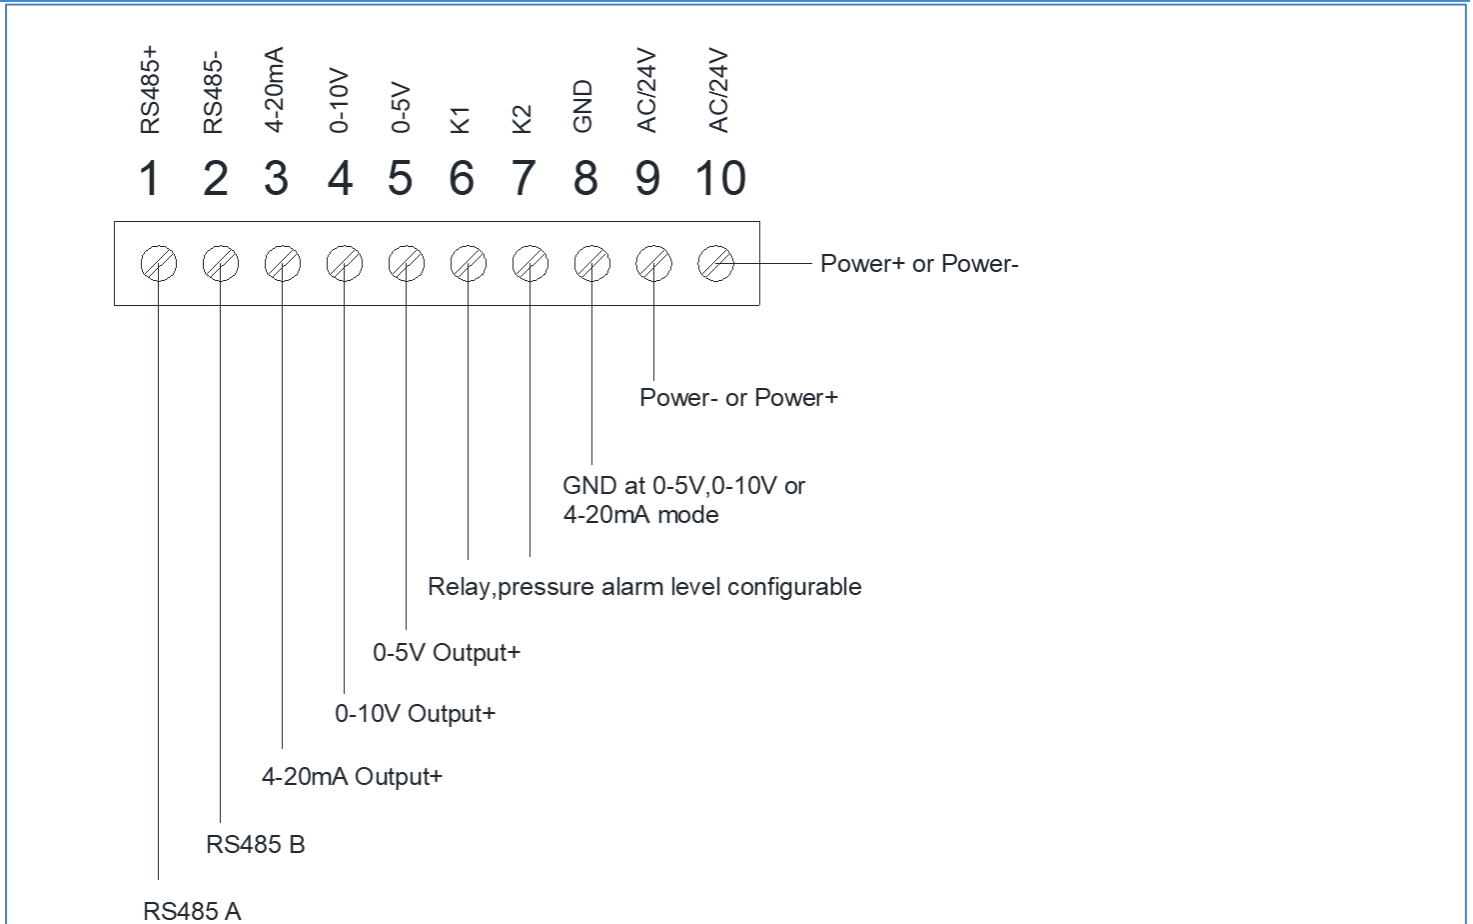 RS485+
RS485-
4-20mA
0-10V
0-5V
K1
K2
GND
AC/24V
AC/24V
1 2 3 4 5 6 7 8 9 10
Power+ or Power-
Power- or Power+
GND at 0-5V,0-10V or
4-20mA mode
Relay,pressure alarm level configurable
0-5V Output+
0-10V Output+
4-20mA Output+
RS485 B
RS485 A